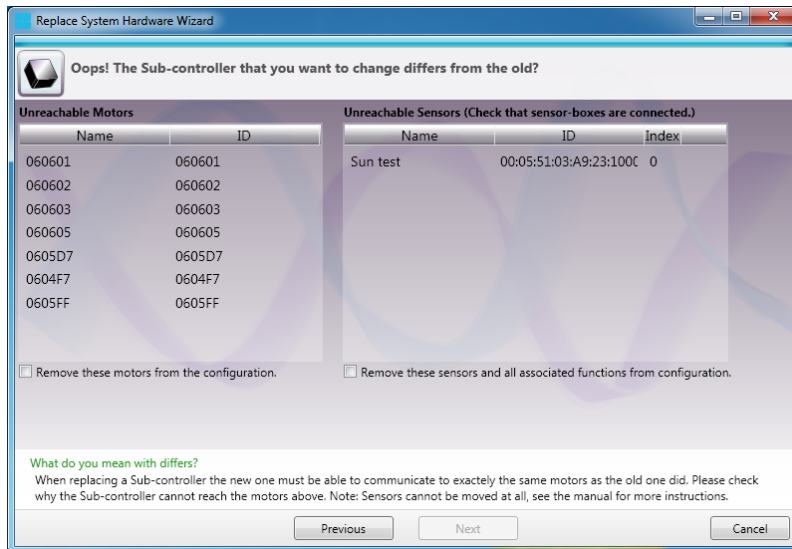 Replace System Hardware Wizard
Oops! The Sub-controller that you want to change differs from the old?
Unreachable Motors
Name ID
060601 060601
060602 060602
060603 060603
060605 060605
0605D7 0605D7
0604F7 0604F7
0605FF 0605FF
Remove these motors from the configuration.
Unreachable Sensors (Check that sensor-boxes are connected.)
Name ID Index
Sun test 00:05:51:03:A9:23:100 0
Remove these sensors and all associated functions from configuration.
What do you mean with differs?
When replacing a Sub-controller the new one must be able to communicate to exactely the same motors as the old one did. Please check
why the Sub-controller cannot reach the motors above. Note: Sensors cannot be moved at all, see the manual for more instructions.
Previous Next Cancel